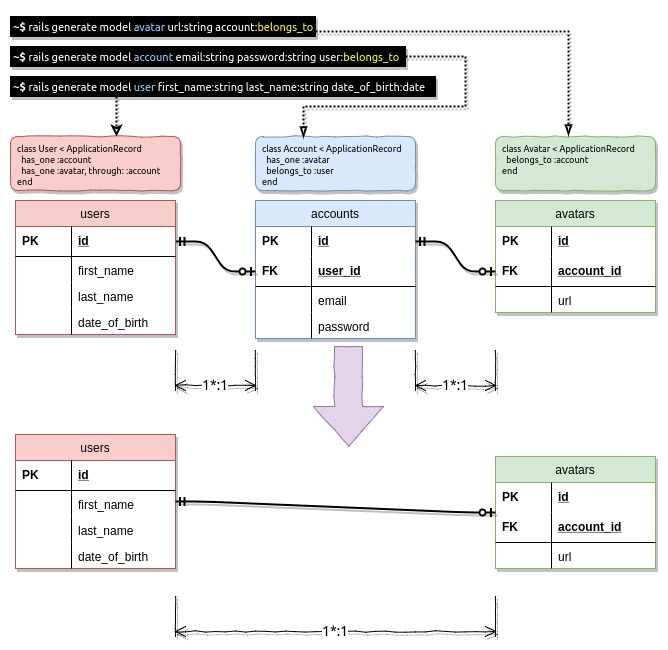 ~$ rails generate model avatar url:string account:belongs_to
~$ rails generate model account email:string password:string user:belongs_to
~$ rails generate model user first_name:string last_name:string date_of_birth:date
class User < ApplicationRecord
has_one :account
has_one :avatar, through: :account
end
class Account < ApplicationRecord
has_one :avatar
belongs_to :user
end
class Avatar < ApplicationRecord
belongs_to :account
end
users
PK id
first_name
last_name
date_of_birth
accounts
PK id
FK user_id
email
password
avatars
PK id
FK account_id
url
1*:1
1*:1
users
PK id
first_name
last_name
date_of_birth
avatars
PK id
FK account_id
url
1*:1